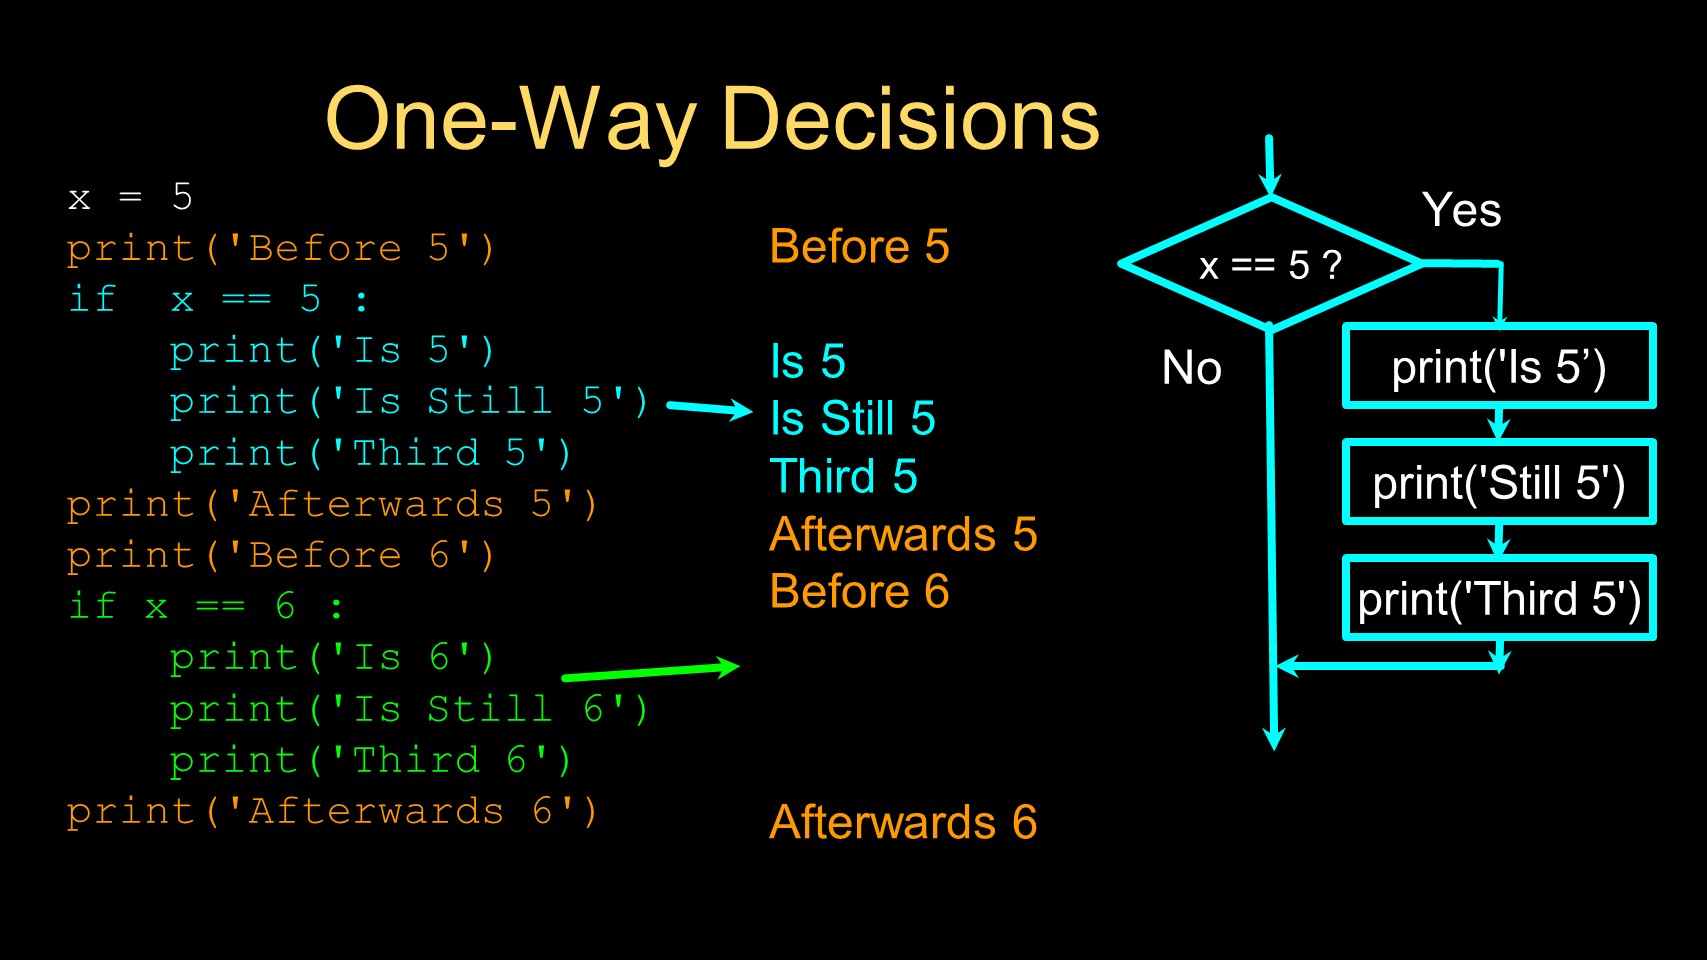 One-Way Decisions
x = 5
print('Before 5')
if  x == 5 :
    print('Is 5')
    print('Is Still 5')
    print('Third 5')
print('Afterwards 5')
print('Before 6')
if x == 6 :
    print('Is 6')
    print('Is Still 6')
    print('Third 6')
print('Afterwards 6')
Before 5
Is 5
Is Still 5
Third 5
Afterwards 5
Before 6
Afterwards 6
x == 5 ?
Yes
No
print('Is 5’)
print('Still 5')
print('Third 5')